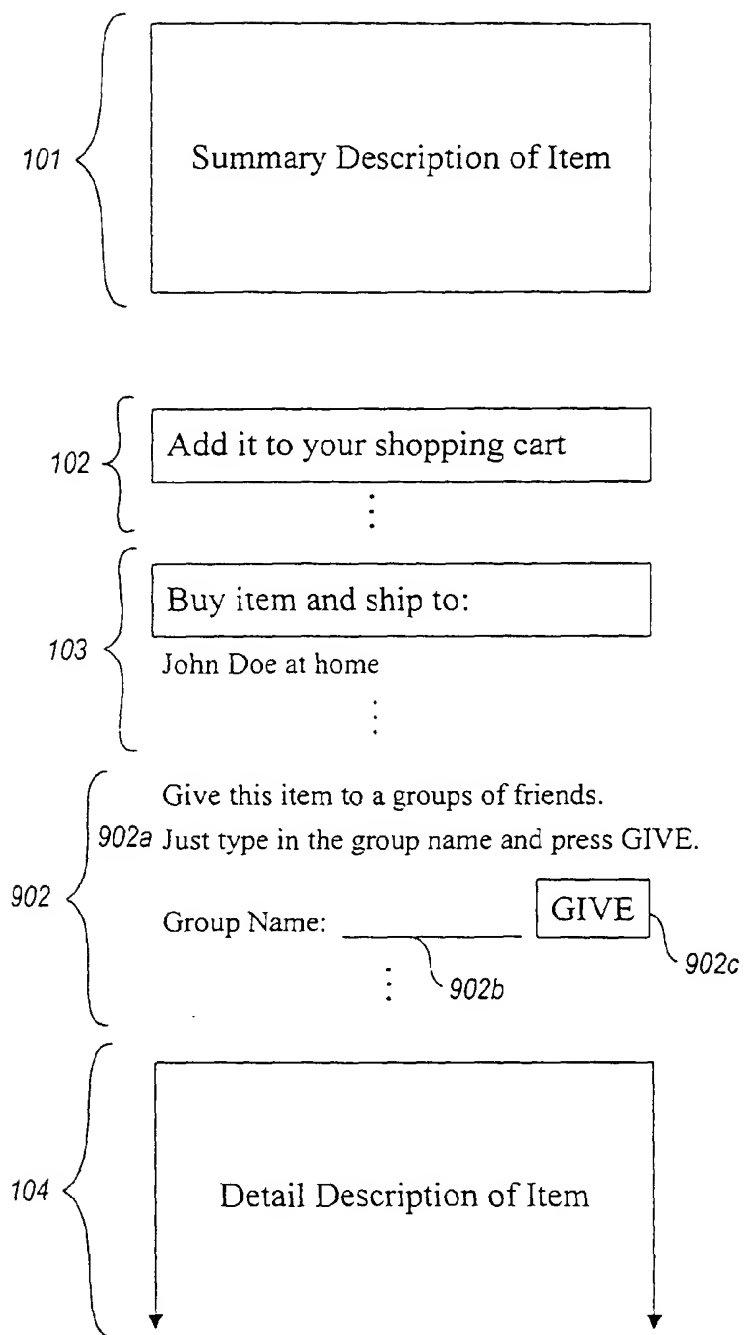 101
Summary Description of Item
102
Add it to your shopping cart
103
Buy item and ship to:
John Doe at home
902
Give this item to a groups of friends.
902a Just type in the group name and press GIVE.
Group Name: GIVE
902b
902c
104
Detail Description of Item